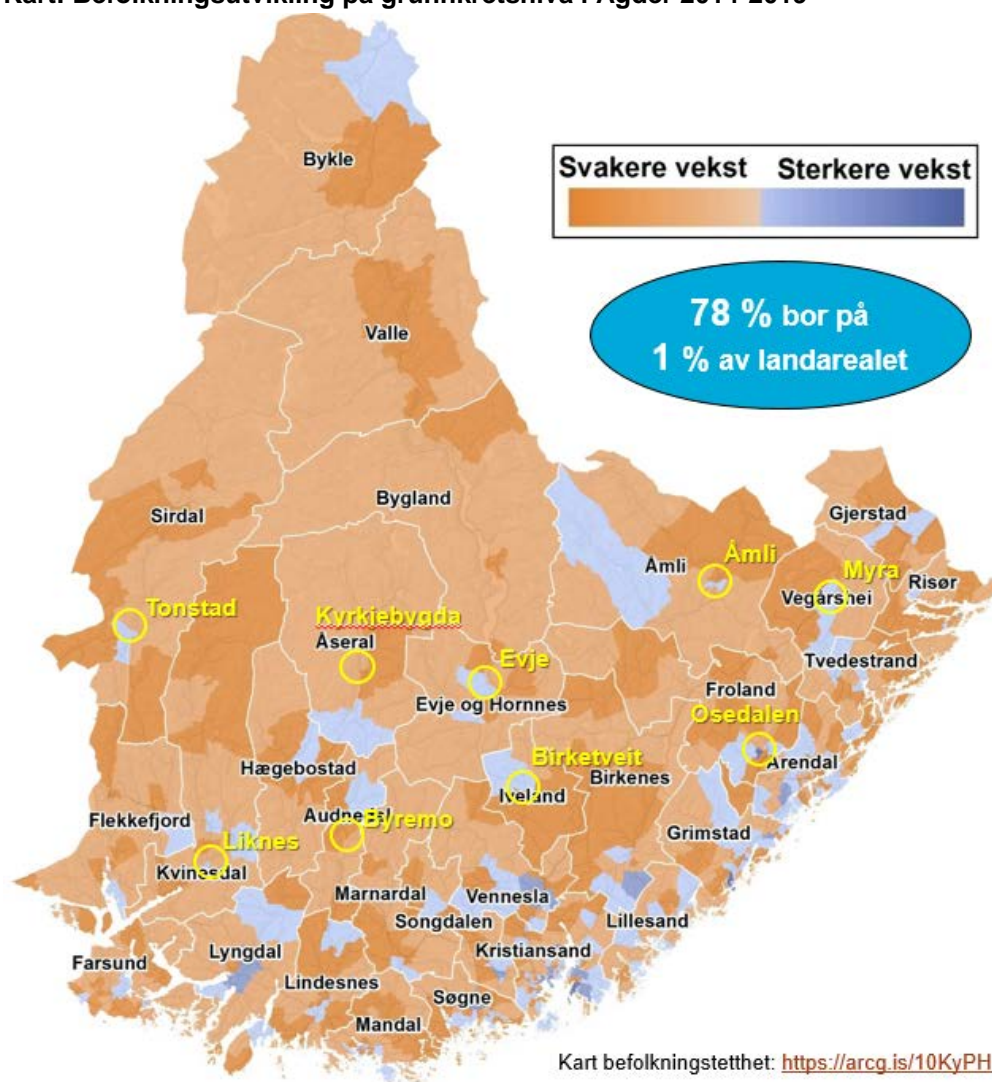 Bykle
Svakere vekst Sterkere vekst
78 % bor på
1 % av landarealet
Valle
Bygland
Sirdal
Gjerstad
Åmli
Åmli
Myra
Vegårshei
Risør
Tonstad
Kyrkjebygda
Åseral
Evje
Evje og Hornnes
Tvedestrand
Froland
Osedalen
Arendal
Hægebostad
Birketveit
Birkenes
Iveland
Flekkefjord
Byremo
Grimstad
Liknes
Kvinesdal
Marnardal
Vennesla
Songdalen
Lillesand
Lyngdal
Kristiansand
Farsund
Lindesnes
Søgne
Mandal
Kart befolkningstetthet: https://arcg.is/10KyPH